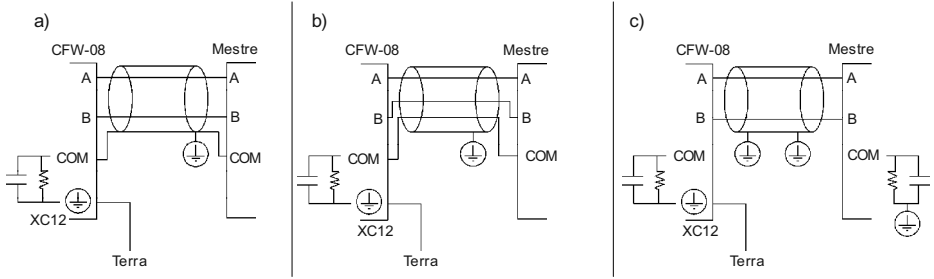 a)
CFW-08
Mestre
A
A
B
B
COM
COM
XC12
Terra
b)
CFW-08
Mestre
A
A
B
B
COM
COM
XC12
Terra
c)
CFW-08
Mestre
A
A
B
B
COM
COM
XC12
Terra